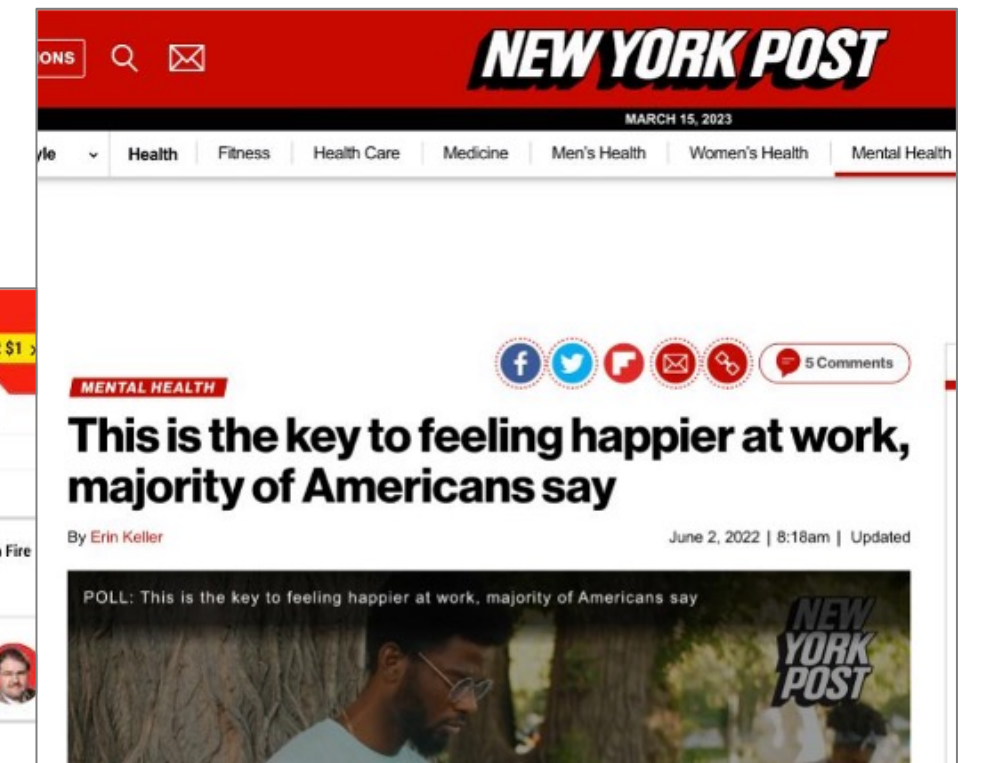 ONS
NEW YORK POST
MARCH 15, 2023
yle Health Fitness Health Care Medicine Men's Health Women's Health Mental Health
$1
5 Comments
MENTAL HEALTH
This is the key to feeling happier at work,
majority of Americans say
By Erin Keller June 2, 2022 | 8:18am | Updated
Fire
POLL: This is the key to feeling happier at work, majority of Americans say
NEW
YORK
POST